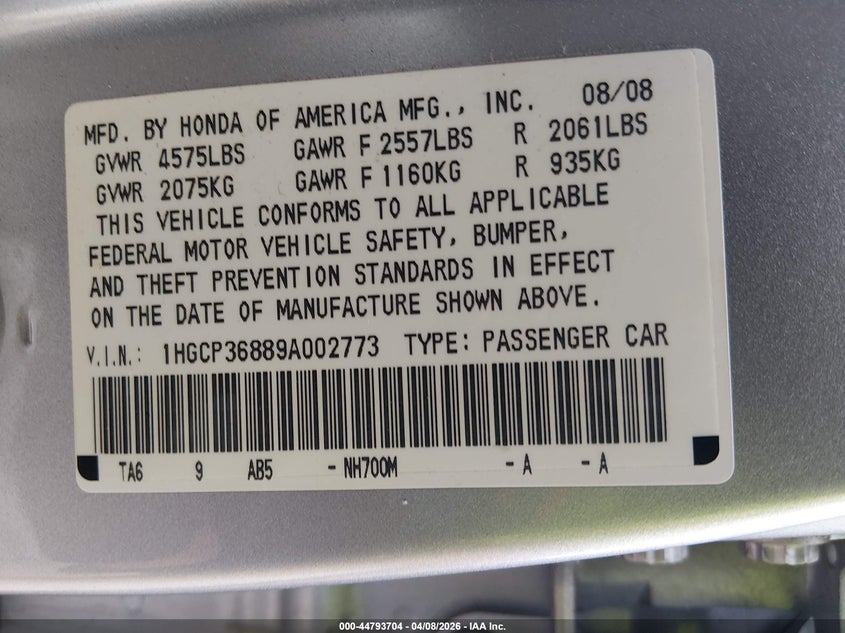 MFD. BY HONDA OF AMERICA MFG., INC. 08/08
GVWR 4575LBS GAWR F 2557LBS R 2061LBS
GVWR 2075KG GAWR F 1160KG R 935KG
THIS VEHICLE CONFORMS TO ALL APPLICABLE
FEDERAL MOTOR VEHICLE SAFETY, BUMPER,
AND THEFT PREVENTION STANDARDS IN EFFECT
ON THE DATE OF MANUFACTURE SHOWN ABOVE.
V.I.N.: 1HGCP36889A002773 TYPE: PASSENGER CAR
TA6 9 AB5 - NH700M - A - A
000-44793704 - 04/08/2026 - IAA Inc.